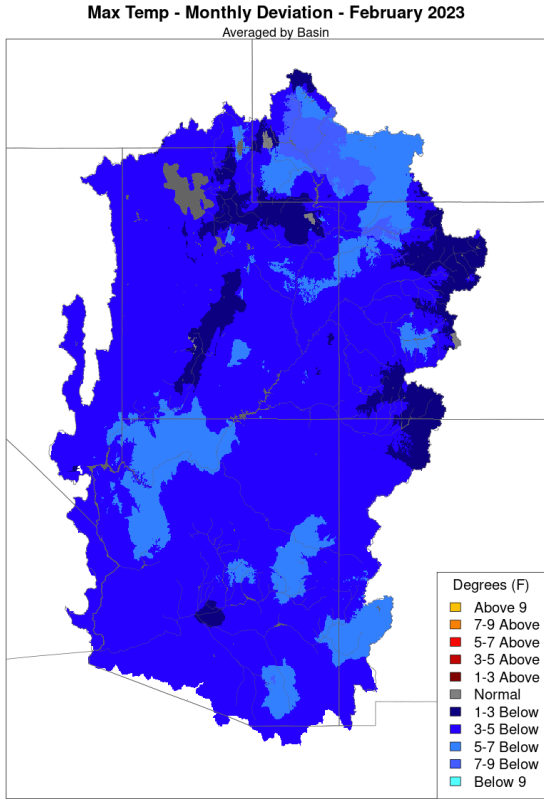 Max Temp - Monthly Deviation - February 2023
Averaged by Basin
Degrees (F)
Above 9
7-9 Above
5-7 Above
3-5 Above
1-3 Above
Normal
1-3 Below
3-5 Below
5-7 Below
7-9 Below
Below 9